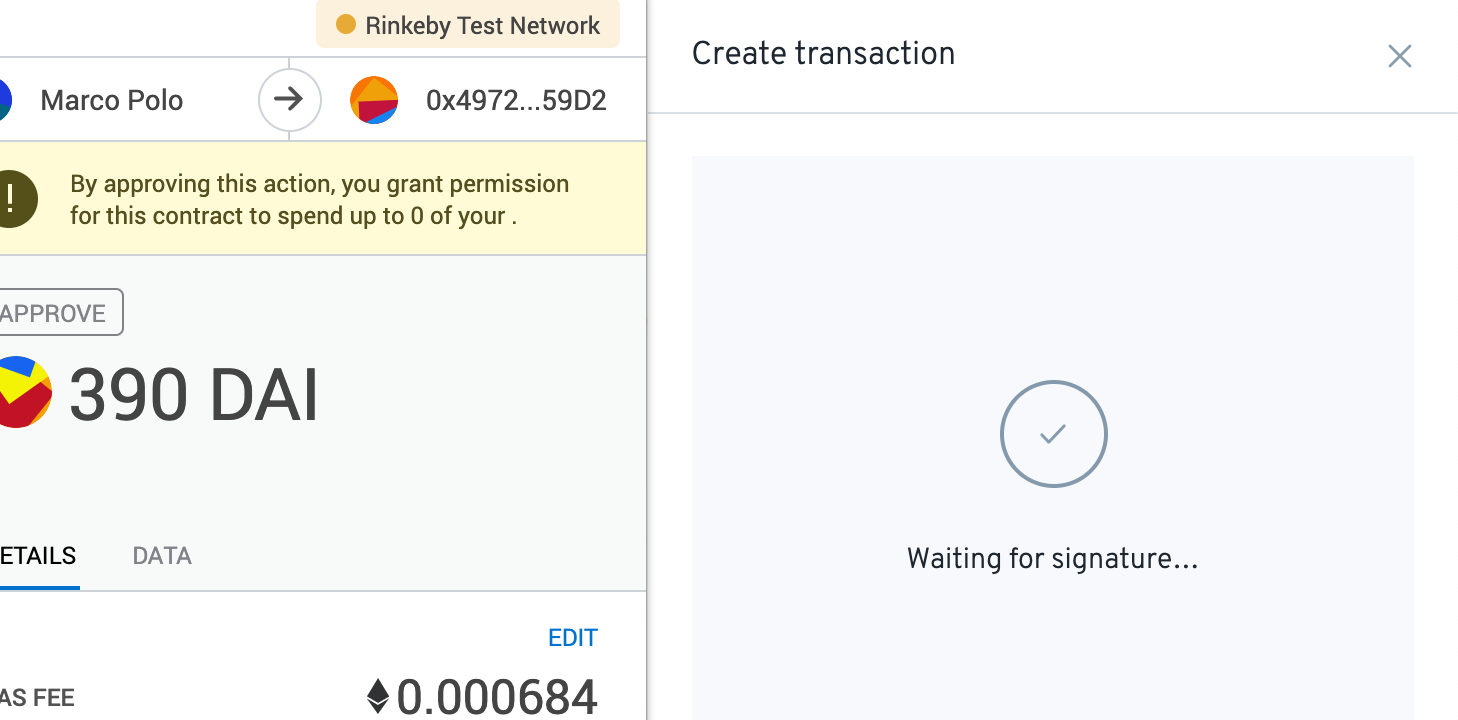 Rinkeby Test Network
Marco Polo
0x4972...59D2
By approving this action, you grant permission
for this contract to spend up to 0 of your .
APPROVE
390 DAI
ETAILS
DATA
EDIT
AS FEE
0.000684
Create transaction
Waiting for signature...